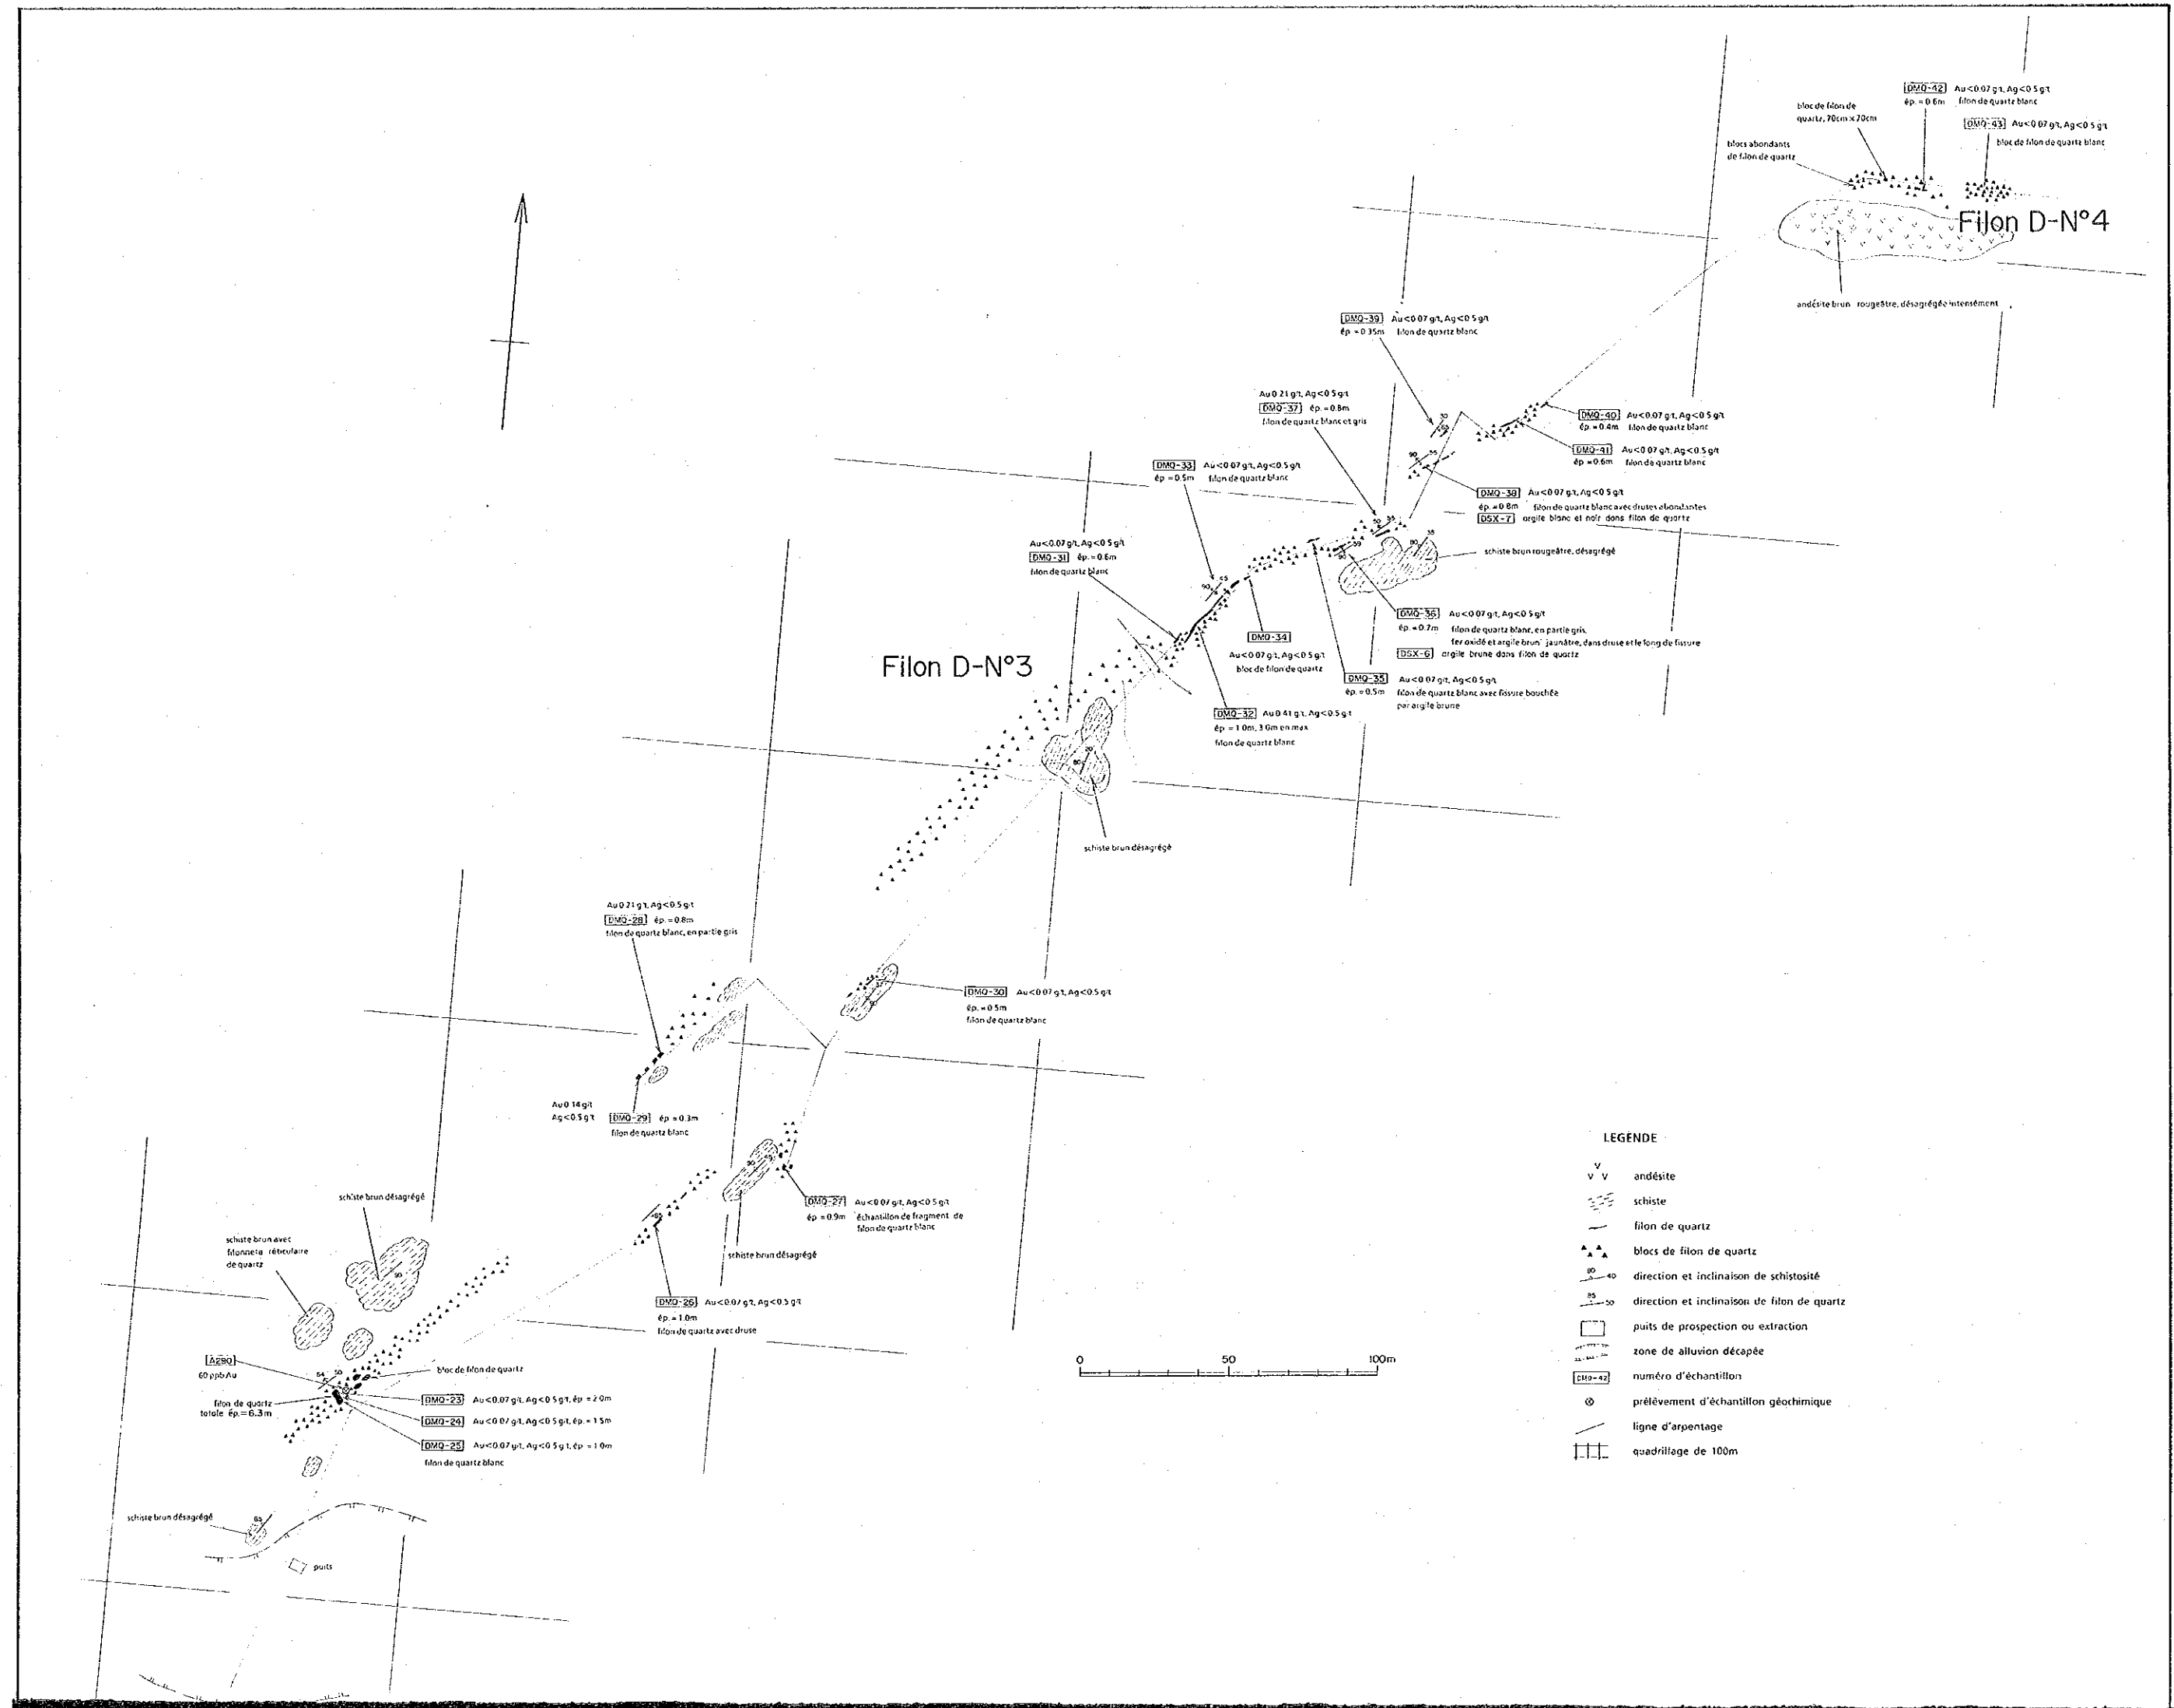 DMQ-42 Au<0.07 g/t, Ag<0.5 g/t
ép. = 0.6m filon de quartz blanc
bloc de filon de
quartz, 70cm x 70cm
DMQ-43 Au<0.07 g/t, Ag<0.5 g/t
bloc de filon de quartz blanc
blocs abondants
de filon de quartz
Filon D-N°4
andésite brun rougeâtre, désagrégée intensément
DMQ-39 Au<0.07 g/t, Ag<0.5 g/t
ép. = 0.35m filon de quartz blanc
Au 0.21 g/t, Ag<0.5 g/t
DMQ-37 ép. = 0.8m
filon de quartz blanc et gris
DMQ-40 Au<0.07 g/t, Ag<0.5 g/t
ép. = 0.4m filon de quartz blanc
DMQ-41 Au<0.07 g/t, Ag<0.5 g/t
ép. = 0.6m filon de quartz blanc
DMQ-33 Au<0.07 g/t, Ag<0.5 g/t
ép. = 0.5m filon de quartz blanc
DMQ-38 Au<0.07 g/t, Ag<0.5 g/t
ép. = 0.8m filon de quartz blanc avec druses abondantes
DSX-7 argile blanc et noir dans filon de quartz
Au<0.07 g/t, Ag<0.5 g/t
DMQ-31 ép. = 0.6m
filon de quartz blanc
schiste brun rougeâtre, désagrégé
DMQ-36 Au<0.07 g/t, Ag<0.5 g/t
ép. = 0.7m filon de quartz blanc, en partie gris,
fer oxidé et argile brun jaunâtre, dans druse et le long de fissure
DSX-6 argile brune dans filon de quartz
DMQ-34
Au<0.07 g/t, Ag<0.5 g/t
bloc de filon de quartz
Filon D-N°3
DMQ-35 Au<0.07 g/t, Ag<0.5 g/t
ép. = 0.5m filon de quartz blanc avec fissure bouchée
par argile brune
DMQ-32 Au 0.41 g/t, Ag<0.5 g/t
ép. = 1.0m, 3.0m en max
filon de quartz blanc
schiste brun désagrégé
Au 0.21 g/t, Ag<0.5 g/t
DMQ-28 ép. = 0.8m
filon de quartz blanc, en partie gris
DMQ-30 Au<0.07 g/t, Ag<0.5 g/t
ép. = 0.5m
filon de quartz blanc
Au 0.14 g/t
Ag<0.5 g/t DMQ-29 ép. = 0.3m
filon de quartz blanc
DMQ-27 Au<0.07 g/t, Ag<0.5 g/t
ép. = 0.9m échantillon de fragment de
filon de quartz blanc
schiste brun désagrégé
schiste brun désagrégé
schiste brun avec
filonnets réticulaire
de quartz
DMQ-26 Au<0.07 g/t, Ag<0.5 g/t
ép. = 1.0m
filon de quartz avec druse
A290
60 ppb Au
bloc de filon de quartz
filon de quartz
totale ép. = 6.3m
DMQ-23 Au<0.07 g/t, Ag<0.5 g/t, ép. = 2.0m
DMQ-24 Au<0.07 g/t, Ag<0.5 g/t, ép. = 1.5m
DMQ-25 Au<0.07 g/t, Ag<0.5 g/t, ép. = 1.0m
filon de quartz blanc
schiste brun désagrégé
65
puits
0 50 100m
LEGENDE
andésite
schiste
filon de quartz
blocs de filon de quartz
80 40 direction et inclinaison de schistosité
85 50 direction et inclinaison de filon de quartz
puits de prospection ou extraction
zone de alluvion décapée
DMQ-42 numéro d'échantillon
prélèvement d'échantillon géochimique
ligne d'arpentage
quadrillage de 100m